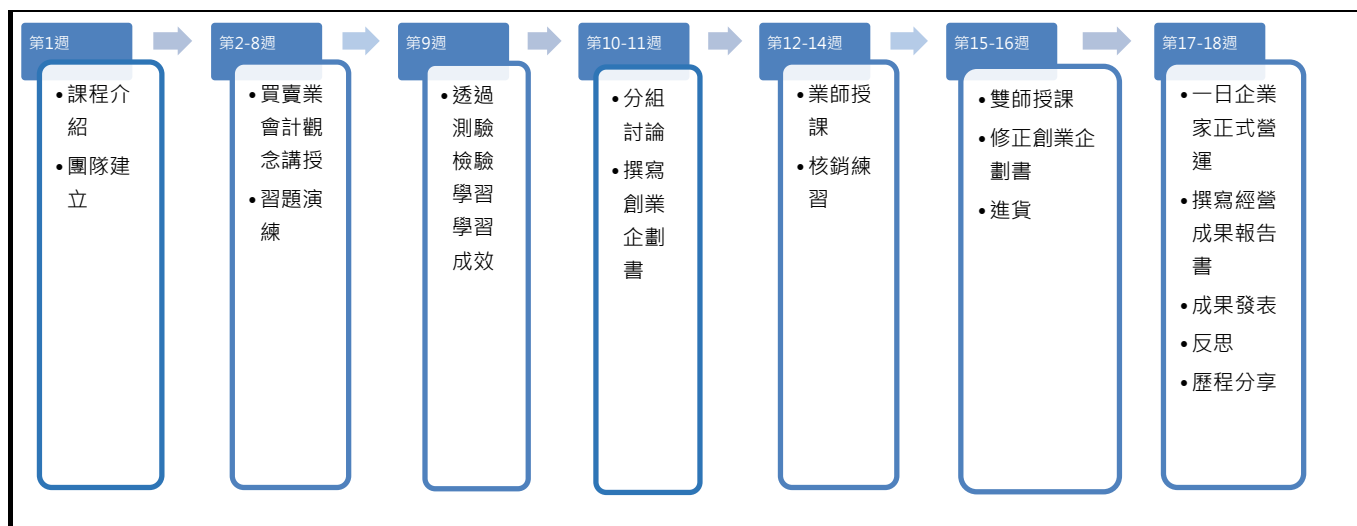 第1週
•課程介
紹
•團隊建
立
第2-8週
•買賣業
會計觀
念講授
•習題演
練
第9週
•透過
測驗
檢驗
學習
學習
成效
第10-11週
•分組
討論
•撰寫
創業
企劃
書
第12-14週
•業師授
課
•核銷練
習
第15-16週
•雙師授課
•修正創業企
劃書
•進貨
第17-18週
•一日企業
家正式營
運
•撰寫經營
成果報告
書
•成果發表
•反思
•歷程分享